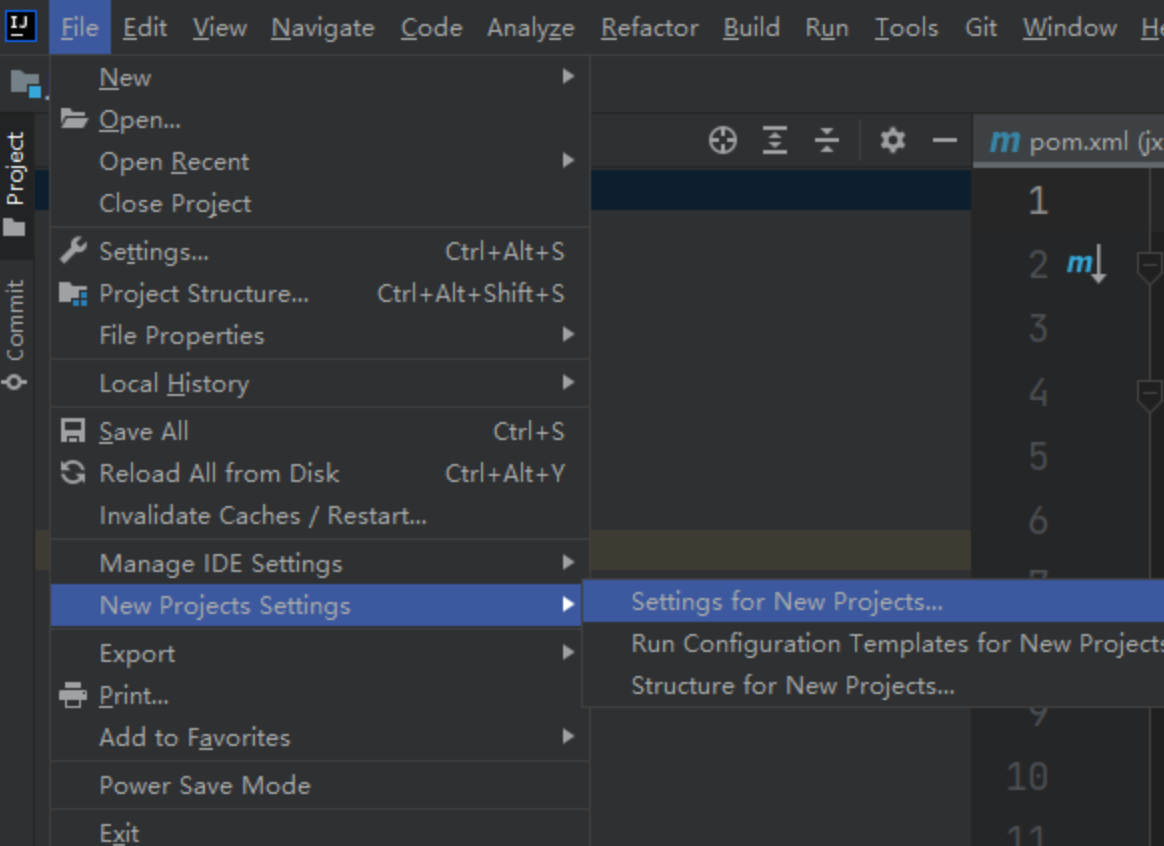 IJ File Edit View Navigate Code Analyze Refactor Build Run Tools Git Window
New
Open...
Open Recent
Close Project
Settings... Ctrl+Alt+S
Project Structure... Ctrl+Alt+Shift+S
File Properties
Local History
Save All Ctrl+S
Reload All from Disk Ctrl+Alt+Y
Invalidate Caches / Restart...
Manage IDE Settings
New Projects Settings
Export
Print...
Add to Favorites
Power Save Mode
Exit
Settings for New Projects...
Run Configuration Templates for New Projects
Structure for New Projects...
Project
Commit
m pom.xml (jx
1
2 m
3
4
5
6
9
10
11